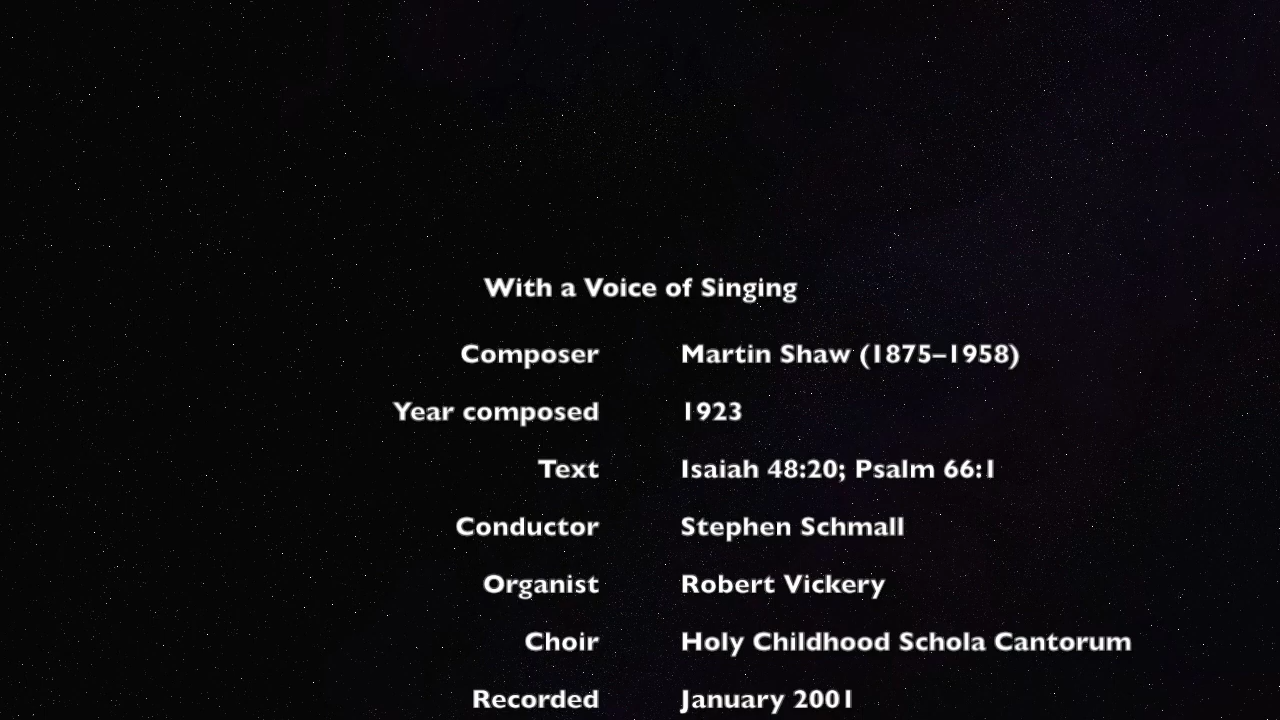 With a Voice of Singing
Composer Martin Shaw (1875–1958)
Year composed 1923
Text Isaiah 48:20; Psalm 66:1
Conductor Stephen Schmall
Organist Robert Vickery
Choir Holy Childhood Schola Cantorum
Recorded January 2001